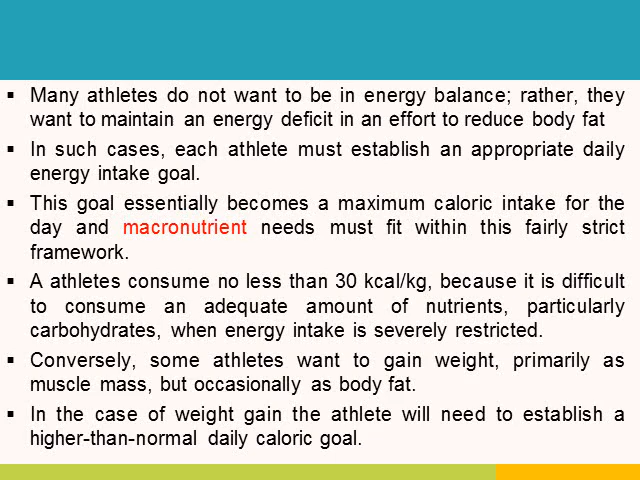 ▪ Many athletes do not want to be in energy balance; rather, they
want to maintain an energy deficit in an effort to reduce body fat
▪ In such cases, each athlete must establish an appropriate daily
energy intake goal.
▪ This goal essentially becomes a maximum caloric intake for the
day and macronutrient needs must fit within this fairly strict
framework.
▪ A athletes consume no less than 30 kcal/kg, because it is difficult
to consume an adequate amount of nutrients, particularly
carbohydrates, when energy intake is severely restricted.
▪ Conversely, some athletes want to gain weight, primarily as
muscle mass, but occasionally as body fat.
▪ In the case of weight gain the athlete will need to establish a
higher-than-normal daily caloric goal.